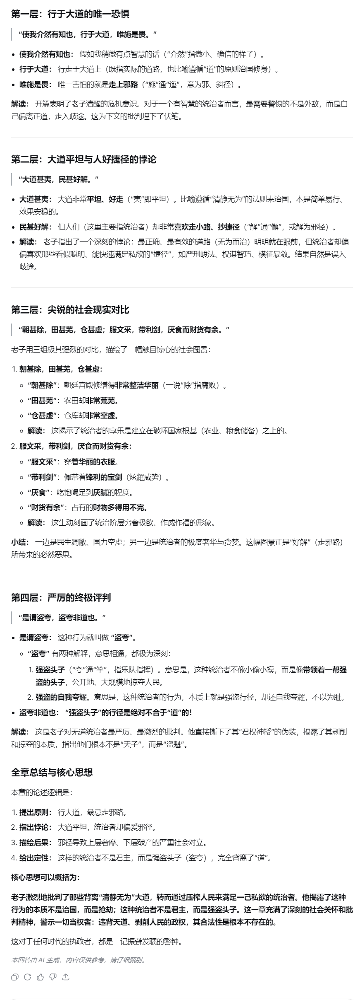 第一层：行于大道的唯一恐惧
“使我介然有知也，行于大道，唯施是畏。”
• 使我介然有知也： 假如我稍微有点智慧的话（“介然”指微小、确信的样子）。
• 行于大道： 行走于大道上（既指实际的道路，也比喻遵循“道”的原则治国修身）。
• 唯施是畏： 唯一害怕的就是走上邪路（“施”通“迤”，意为邪、斜径）。
解读： 开篇表明了老子清醒的危机意识。对于一个有智慧的统治者而言，最需要警惕的不是外敌，而是自
己偏离正道，走入歧途。这为下文的批判埋下了伏笔。
第二层：大道平坦与人好捷径的悖论
“大道甚夷，民甚好解。”
• 大道甚夷： 大道非常平坦、好走（“夷”即平坦）。比喻遵循“清静无为”的法则来治国，本是简单易行、
效果安稳的。
• 民甚好解： 但人们（这里主要指统治者）却非常喜欢走小路、抄捷径（“解”通“懈”，或解为邪径）。
• 解读： 老子指出了一个深刻的悖论：最正确、最有效的道路（无为而治）明明就在眼前，但统治者却偏
偏喜欢那些看似聪明、能快速满足私欲的“捷径”，如严刑峻法、权谋智巧、横征暴敛。结果自然是误入
歧途。
第三层：尖锐的社会现实对比
“朝甚除，田甚芜，仓甚虚；服文采，带利剑，厌食而财货有余。”
老子用三组极其强烈的对比，描绘了一幅触目惊心的社会图景：
1. 朝甚除，田甚芜，仓甚虚：
◦ “朝甚除”：朝廷宫殿修缮得非常整洁华丽（一说“除”指腐败）。
◦ “田甚芜”：农田却非常荒芜。
◦ “仓甚虚”：仓库却非常空虚。
◦ 解读： 这揭示了统治者的享乐是建立在破坏国家根基（农业、粮食储备）之上的。
2. 服文采，带利剑，厌食而财货有余：
◦ “服文采”：穿着华丽的衣服。
◦ “带利剑”：佩带着锋利的宝剑（炫耀威势）。
◦ “厌食”：吃饱喝足到厌腻的程度。
◦ “财货有余”：占有的财物多得用不完。
◦ 解读： 这生动刻画了统治阶层穷奢极欲、作威作福的形象。
小结： 一边是民生凋敝、国力空虚；另一边是统治者的极度奢华与贪婪。这幅图景正是“好解”（走邪路）
所带来的必然恶果。
第四层：严厉的终极评判
“是谓盗夸，盗夸非道也。”
• 是谓盗夸： 这种行为就叫做 “盗夸”。
◦ “盗夸” 有两种解释，意思相通，都极为深刻：
1. 强盗头子（“夸”通“竽”，指乐队指挥）。意思是，这种统治者不像小偷小摸，而是像带领着一帮强
盗的头子，公开地、大规模地掠夺人民。
2. 强盗的自我夸耀。意思是，这种统治者的行为，本质上就是强盗行径，却还自我夸耀，不以为耻。
• 盗夸非道也： “强盗头子”的行径是绝对不合于“道”的！
解读： 这是老子对无道统治者最严厉、最激烈的批判。他直接撕下了其“君权神授”的伪装，揭露了其剥削
和掠夺的本质，指出他们根本不是“天子”，而是“盗魁”。
全章总结与核心思想
本章的论述逻辑是：
1. 提出原则： 行大道，最忌走邪路。
2. 指出悖论： 大道平坦，统治者却偏爱邪径。
3. 描绘后果： 邪径导致上层奢靡、下层破产的严重社会对立。
4. 给出定性： 这样的统治者不是君主，而是强盗头子（盗夸），完全背离了“道”。
核心思想可以概括为：
老子激烈地批判了那些背离“清静无为”大道，转而通过压榨人民来满足一己私欲的统治者。他揭露了这种
行为的本质不是治国，而是抢劫；这种统治者不是君主，而是强盗头子。这一章充满了深刻的社会关怀和批
判精神，警示一切当权者：违背天道、剥削人民的政权，其合法性是根本不存在的。
这对于任何时代的执政者，都是一记振聋发聩的警钟。
本回答由 AI 生成，内容仅供参考，请仔细甄别。